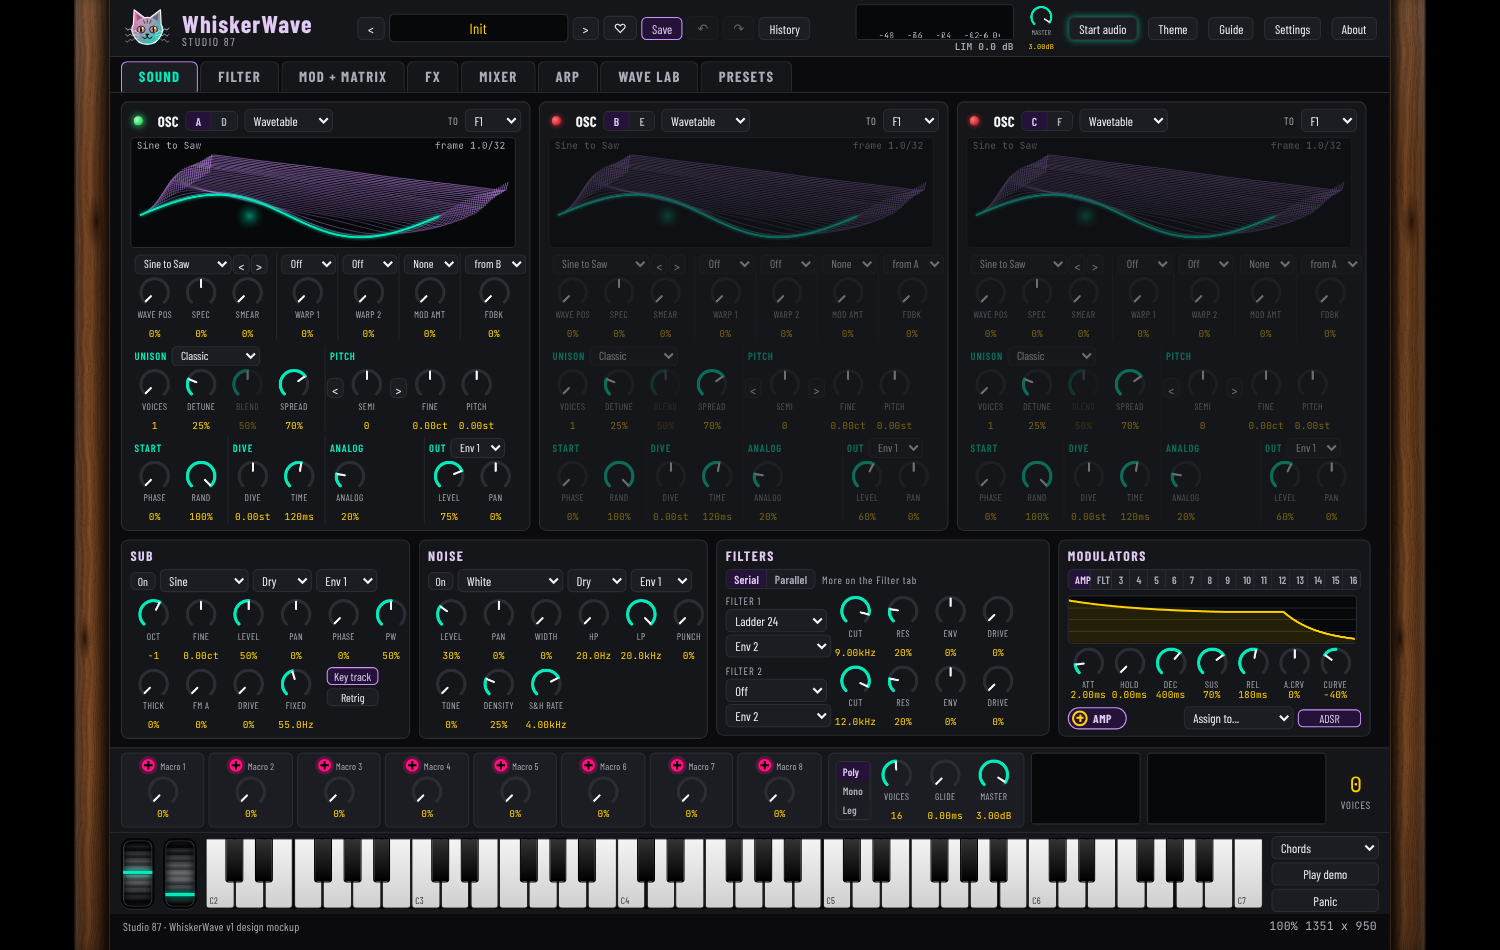 WhiskerWave
STUDIO 87
< Init > ♡ Save ↶ ↷ History
LIM 0.0 dB
MASTER
3.00dB
Start audio Theme Guide Settings About
SOUND FILTER MOD + MATRIX FX MIXER ARP WAVE LAB PRESETS
OSC A D Wavetable TO F1
Sine to Saw frame 1.0/32
Sine to Saw < > Off Off None from B
WAVE POS SPEC SMEAR WARP 1 WARP 2 MOD AMT FDBK
0% 0% 0% 0% 0% 0% 0%
UNISON Classic PITCH
< >
VOICES DETUNE BLEND SPREAD SEMI FINE PITCH
1 25% 50% 70% 0 0.00ct 0.00st
START DIVE ANALOG OUT Env 1
PHASE RAND DIVE TIME ANALOG LEVEL PAN
0% 100% 0.00st 120ms 20% 75% 0%
OSC B E Wavetable TO F1
Sine to Saw frame 1.0/32
Sine to Saw < > Off Off None from A
WAVE POS SPEC SMEAR WARP 1 WARP 2 MOD AMT FDBK
0% 0% 0% 0% 0% 0% 0%
UNISON Classic PITCH
< >
VOICES DETUNE BLEND SPREAD SEMI FINE PITCH
1 25% 50% 70% 0 0.00ct 0.00st
START DIVE ANALOG OUT Env 1
PHASE RAND DIVE TIME ANALOG LEVEL PAN
0% 100% 0.00st 120ms 20% 60% 0%
OSC C F Wavetable TO F1
Sine to Saw frame 1.0/32
Sine to Saw < > Off Off None from A
WAVE POS SPEC SMEAR WARP 1 WARP 2 MOD AMT FDBK
0% 0% 0% 0% 0% 0% 0%
UNISON Classic PITCH
< >
VOICES DETUNE BLEND SPREAD SEMI FINE PITCH
1 25% 50% 70% 0 0.00ct 0.00st
START DIVE ANALOG OUT Env 1
PHASE RAND DIVE TIME ANALOG LEVEL PAN
0% 100% 0.00st 120ms 20% 60% 0%
SUB
On Sine Dry Env 1
OCT FINE LEVEL PAN PHASE PW
-1 0.00ct 50% 0% 0% 50%
Key track
Retrig
THICK FM A DRIVE FIXED
0% 0% 0% 55.0Hz
NOISE
On White Dry Env 1
LEVEL PAN WIDTH HP LP PUNCH
30% 0% 0% 20.0Hz 20.0kHz 0%
TONE DENSITY S&H RATE
0% 25% 4.00kHz
FILTERS
Serial Parallel More on the Filter tab
FILTER 1
Ladder 24
Env 2
CUT RES ENV DRIVE
9.00kHz 20% 0% 0%
FILTER 2
Off
Env 2
CUT RES ENV DRIVE
12.0kHz 20% 0% 0%
MODULATORS
AMP FLT 3 4 5 6 7 8 9 10 11 12 13 14 15 16
ATT HOLD DEC SUS REL A.CRV CURVE
2.00ms 0.00ms 400ms 70% 180ms 0% -40%
AMP Assign to... ADSR
Macro 1 Macro 2 Macro 3 Macro 4 Macro 5 Macro 6 Macro 7 Macro 8
0% 0% 0% 0% 0% 0% 0% 0%
Poly
Mono
Leg
VOICES GLIDE MASTER
16 0.00ms 3.00dB
0
VOICES
C2 C3 C4 C5 C6 C7
Chords
Play demo
Panic
Studio 87 · WhiskerWave v1 design mockup
100% 1351 x 950